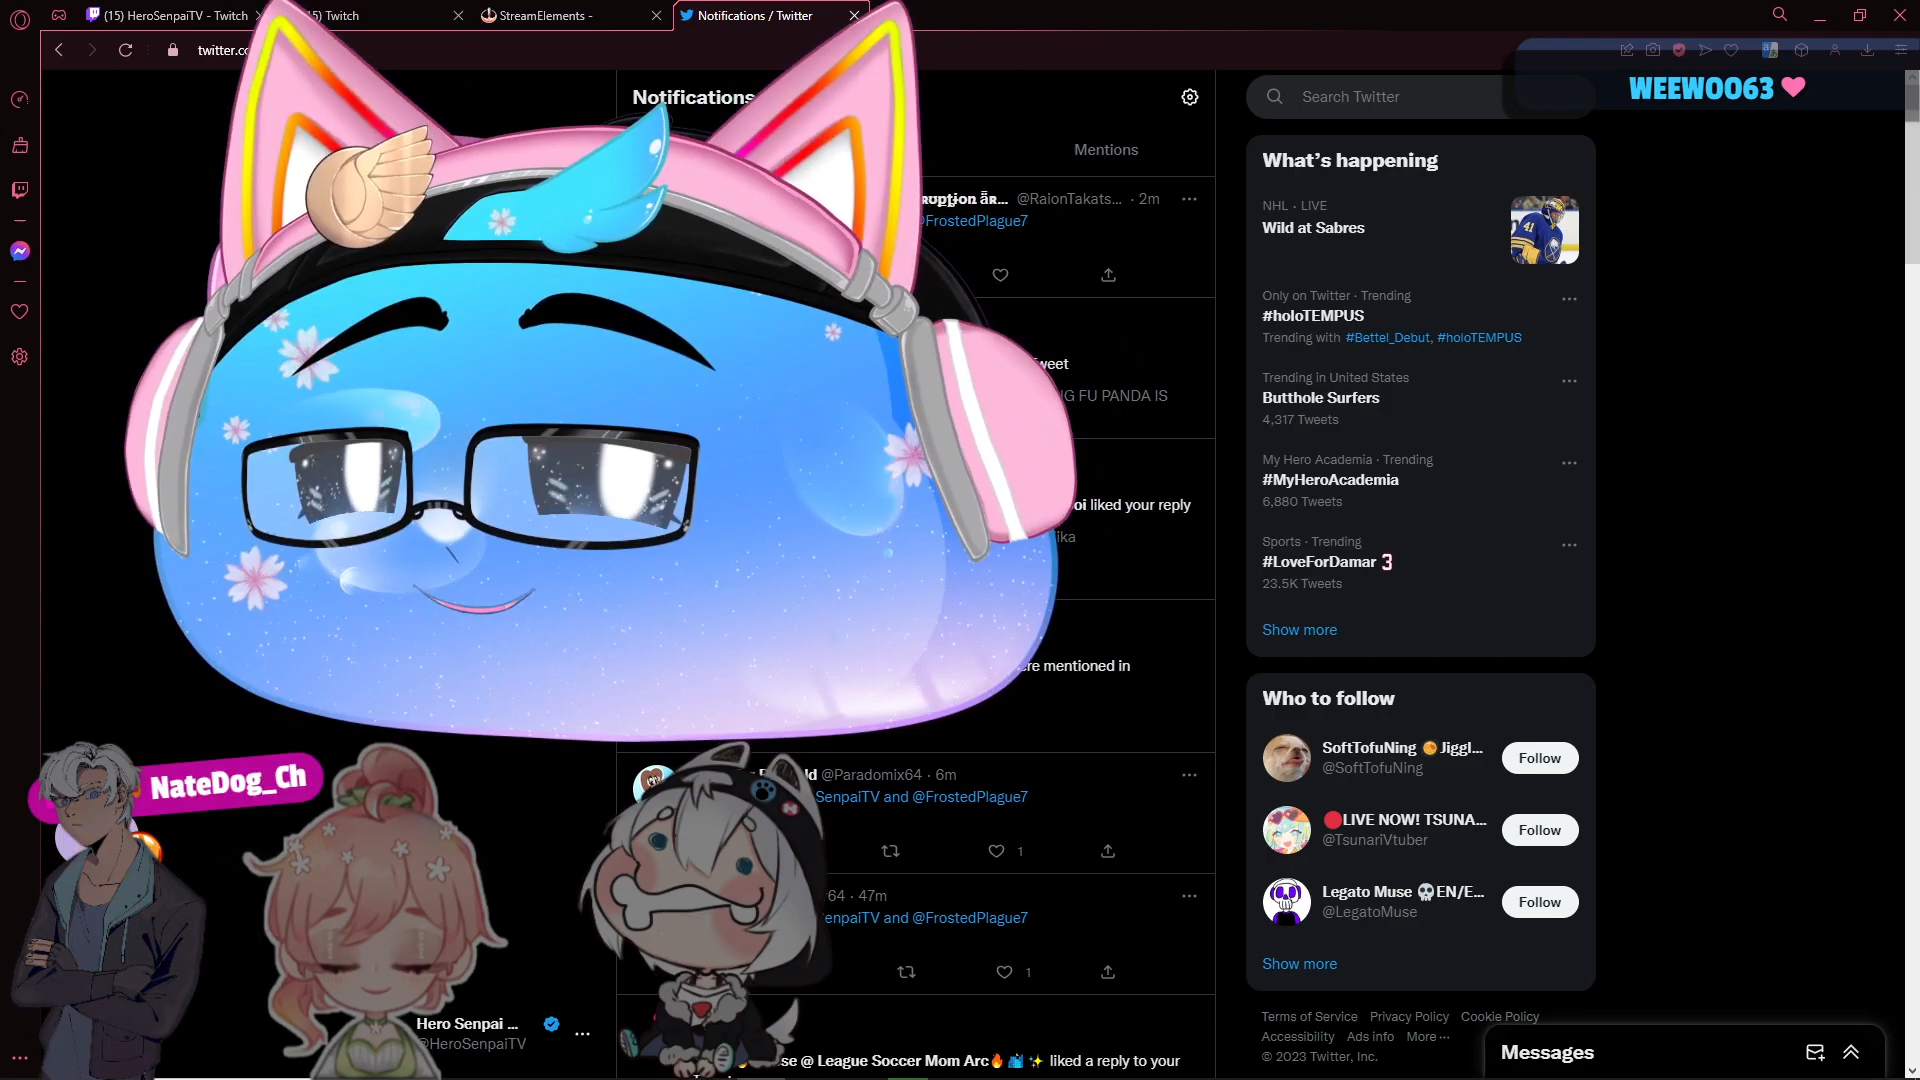 (15) HeroSenpaiTV - Twitch
15) Twitch
StreamElements -
Notifications / Twitter
twitter.co
WEEWOO63
Notifications
Mentions
@RaionTakats... · 2m
@FrostedPlague7
weet
NG FU PANDA IS
oi liked your reply
ika
re mentioned in
ld @Paradomix64 · 6m
SenpaiTV and @FrostedPlague7
1
64 · 47m
enpaiTV and @FrostedPlague7
1
se @ League Soccer Mom Arc🔥 ✨ liked a reply to your
Search Twitter
What's happening
NHL · LIVE
Wild at Sabres
41
Only on Twitter · Trending
#holoTEMPUS
Trending with #Bettel_Debut, #holoTEMPUS
Trending in United States
Butthole Surfers
4,317 Tweets
My Hero Academia · Trending
#MyHeroAcademia
6,880 Tweets
Sports · Trending
#LoveForDamar 3
23.5K Tweets
Show more
Who to follow
SoftTofuNing Jiggl...
@SoftTofuNing
Follow
🔴LIVE NOW! TSUNA...
@TsunariVtuber
Follow
Legato Muse 💀EN/E...
@LegatoMuse
Follow
Show more
Terms of Service Privacy Policy Cookie Policy
Accessibility Ads info More ···
© 2023 Twitter, Inc.
Messages
NateDog_Ch
Hero Senpai ...
@HeroSenpaiTV